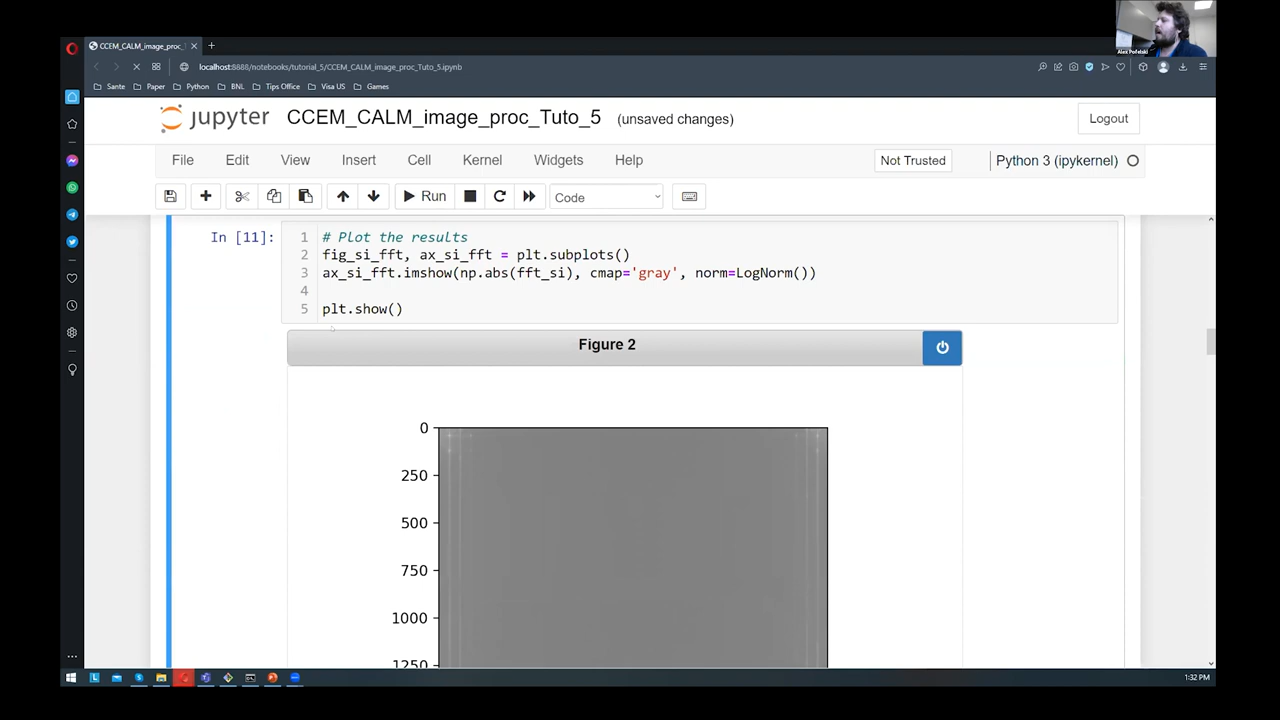 CCEM_CALM_image_proc_
Alex Pofelski
localhost:8888/notebooks/tutorial_5/CCEM_CALM_image_proc_Tuto_5.ipynb
Sante Paper Python BNL Tips Office Visa US Games
jupyter CCEM_CALM_image_proc_Tuto_5 (unsaved changes) Logout
File Edit View Insert Cell Kernel Widgets Help Not Trusted Python 3 (ipykernel)
Run Code
In [11]: 1 # Plot the results
2 fig_si_fft, ax_si_fft = plt.subplots()
3 ax_si_fft.imshow(np.abs(fft_si), cmap='gray', norm=LogNorm())
4
5 plt.show()
Figure 2
0
250
500
750
1000
1250
1:32 PM